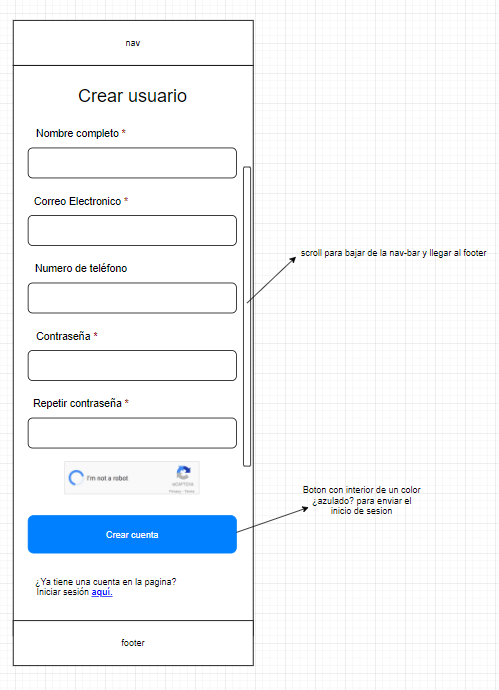 nav
Crear usuario
Nombre completo *
Correo Electronico *
Numero de teléfono
scroll para bajar de la nav-bar y llegar al footer
Contraseña *
Repetir contraseña *
I'm not a robot
reCAPTCHA
Privacy - Terms
Boton con interior de un color
¿azulado? para enviar el
inicio de sesion
Crear cuenta
¿Ya tiene una cuenta en la pagina?
Iniciar sesión aquí.
footer